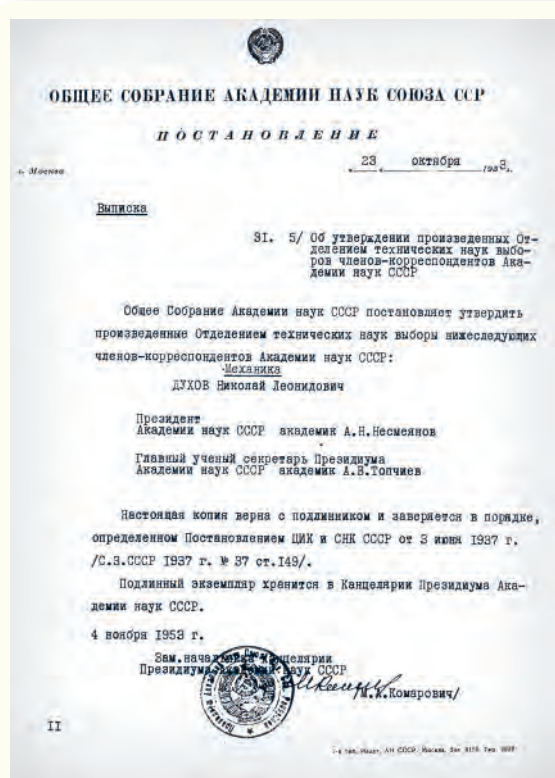 ОБЩЕЕ СОБРАНИЕ АКАДЕМИИ НАУК СОЮЗА ССР
ПОСТАНОВЛЕНИЕ
„ 23 „ октября 1953 г.
г. Москва
Выписка
31. 5/ Об утверждении произведенных От-
делением технических наук выбо-
ров членов-корреспондентов Ака-
демии наук СССР
Общее Собрание Академии наук СССР постановляет утвердить
произведенные Отделением технических наук выборы нижеследующих
членов-корреспондентов Академии наук СССР:
Механика
ДУХОВ Николай Леонидович
Президент
Академии наук СССР академик А.Н.Несмеянов
Главный ученый секретарь Президиума
Академии наук СССР академик А.В.Топчиев
Настоящая копия верна с подлинником и заверяется в порядке,
определенном Постановлением ЦИК и СНК СССР от 3 июня 1937 г.
/С.З.СССР 1937 г. № 37 ст.149/.
Подлинный экземпляр хранится в Канцелярии Президиума Ака-
демии наук СССР.
4 ноября 1953 г.
Зам.начальника Канцелярии
Президиума Академии наук СССР
/М.К.Комарович/
II
АН СССР. Москва.